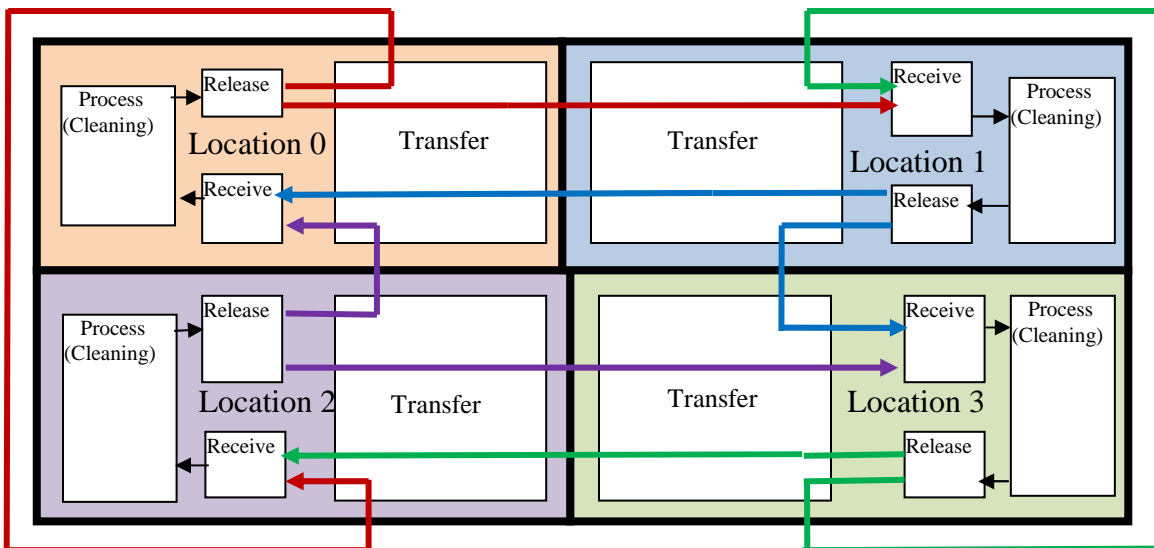 Release
Process
(Cleaning)
Location 0
Transfer
Receive
Transfer
Receive
Process
(Cleaning)
Location 1
Release
Release
Process
(Cleaning)
Location 2
Transfer
Receive
Transfer
Receive
Process
(Cleaning)
Location 3
Release